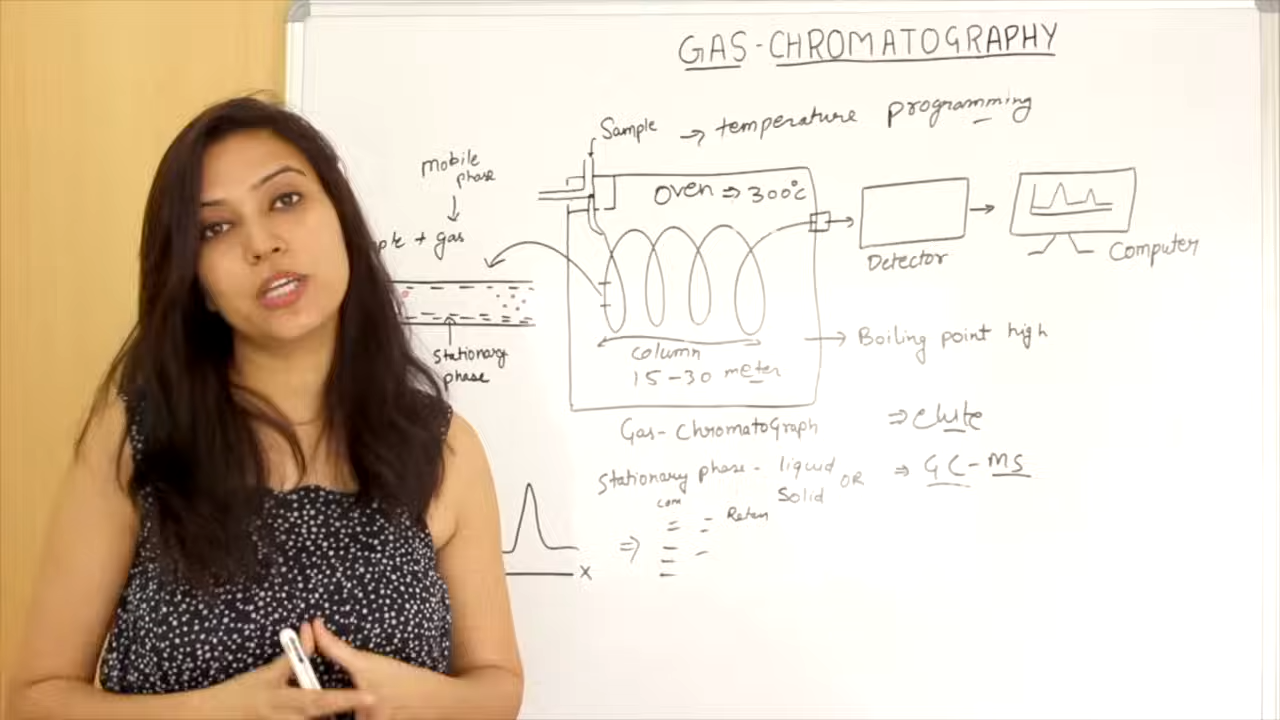 GAS-CHROMATOGRAPHY
Sample → temperature programming
mobile
phase
+ gas
Oven ⇒ 300°C
Detector
Computer
Stationary
phase
column
15-30 meter
→ Boiling point high
Gas-Chromatograph
⇒ elute
Stationary phase - liquid OR
Solid
⇒ GC-MS
com
Reten
x